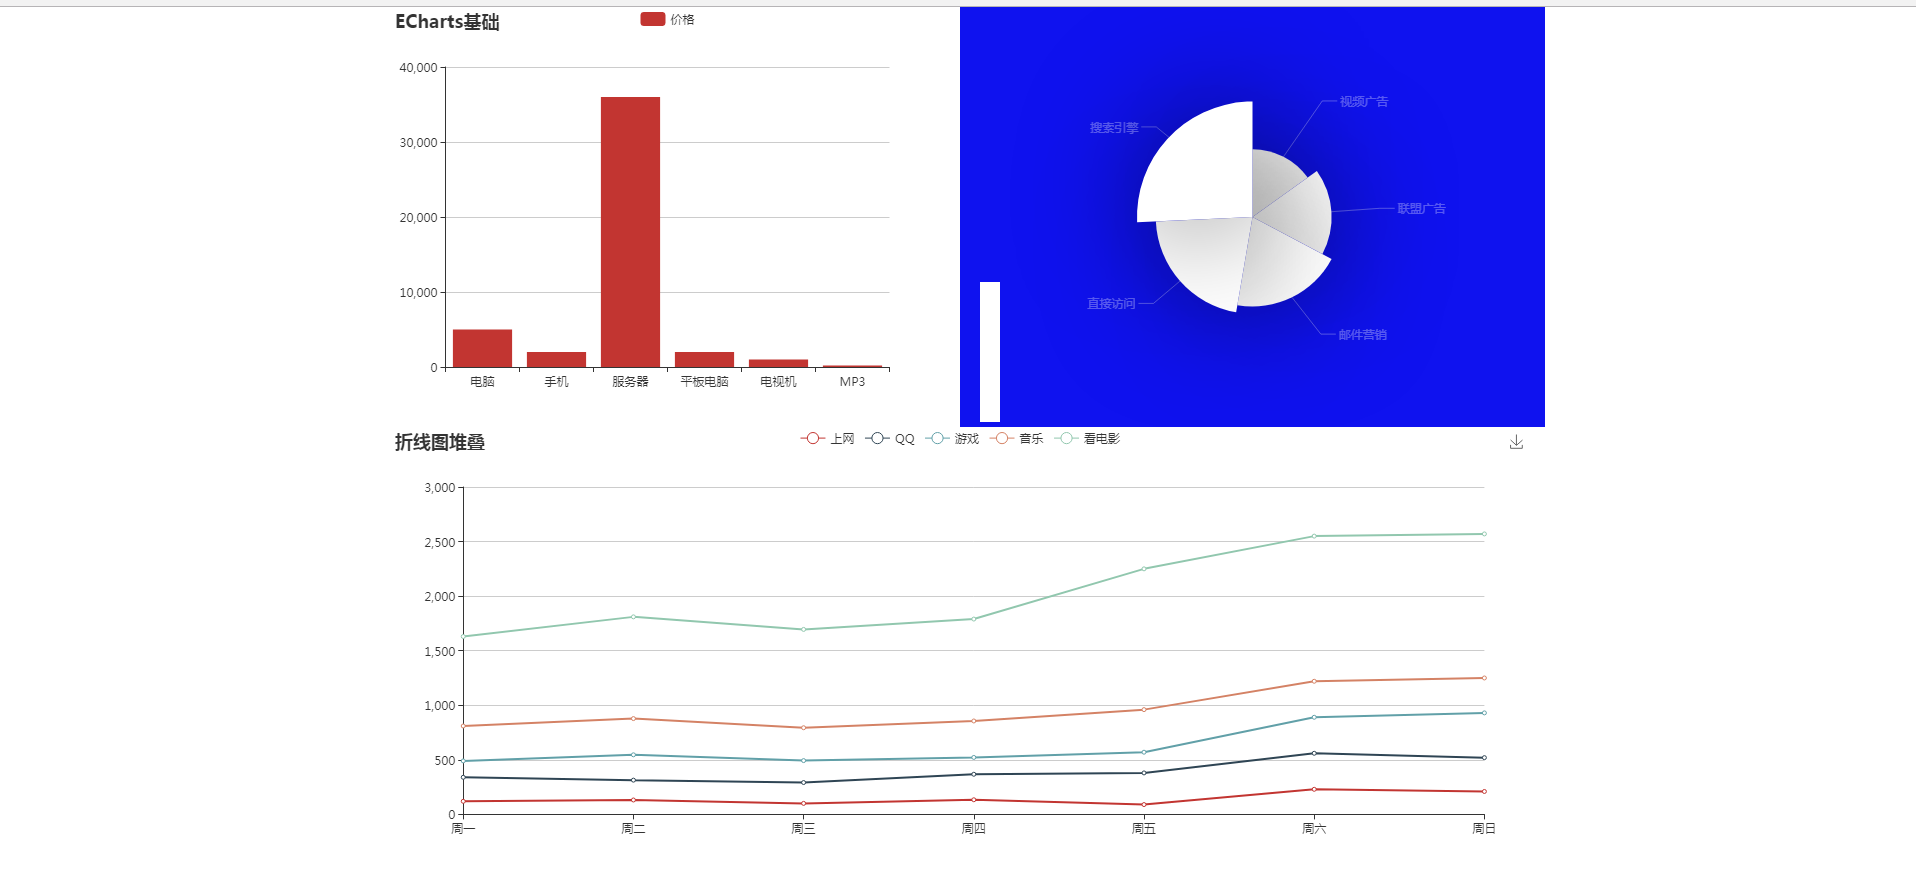 ECharts基础
价格
40,000
30,000
20,000
10,000
0
电脑 手机 服务器 平板电脑 电视机 MP3
视频广告
搜索引擎
联盟广告
直接访问
邮件营销
折线图堆叠
上网 QQ 游戏 音乐 看电影
3,000
2,500
2,000
1,500
1,000
500
0
周一 周二 周三 周四 周五 周六 周日